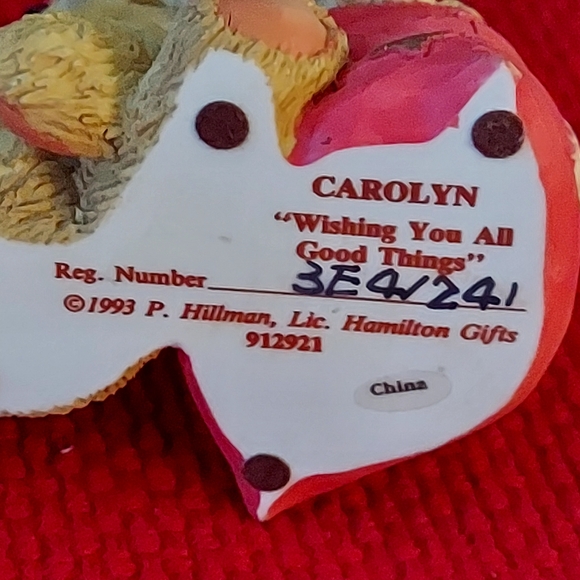 CAROLYN
“Wishing You All
Good Things”
Reg. Number 3E4/241
©1993 P. Hillman, Lic. Hamilton Gifts
912921
China